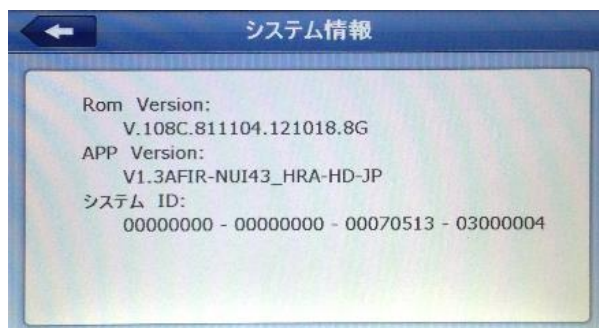 システム情報
Rom Version:
V.108C.811104.121018.8G
APP Version:
V1.3AFIR-NUI43_HRA-HD-JP
システム ID:
00000000 - 00000000 - 00070513 - 03000004